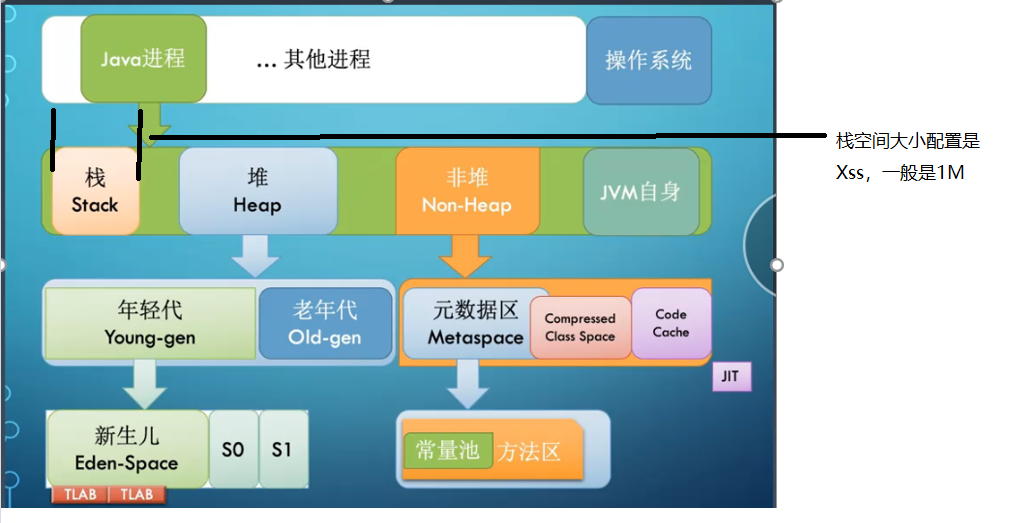 Java进程
... 其他进程
操作系统
栈空间大小配置是
Xss，一般是1M
栈
Stack
堆
Heap
非堆
Non-Heap
JVM自身
年轻代
Young-gen
老年代
Old-gen
元数据区
Metaspace
Compressed
Class Space
Code
Cache
JIT
新生儿
Eden-Space
S0
S1
TLAB
TLAB
常量池
方法区